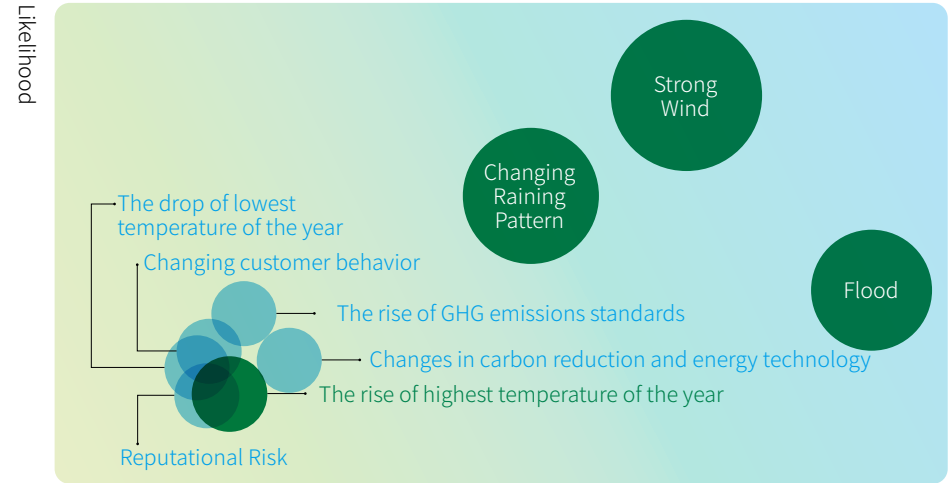 Likelihood
Strong
Wind
Changing
Raining
Pattern
The drop of lowest
temperature of the year
Changing customer behavior
Flood
The rise of GHG emissions standards
Changes in carbon reduction and energy technology
The rise of highest temperature of the year
Reputational Risk